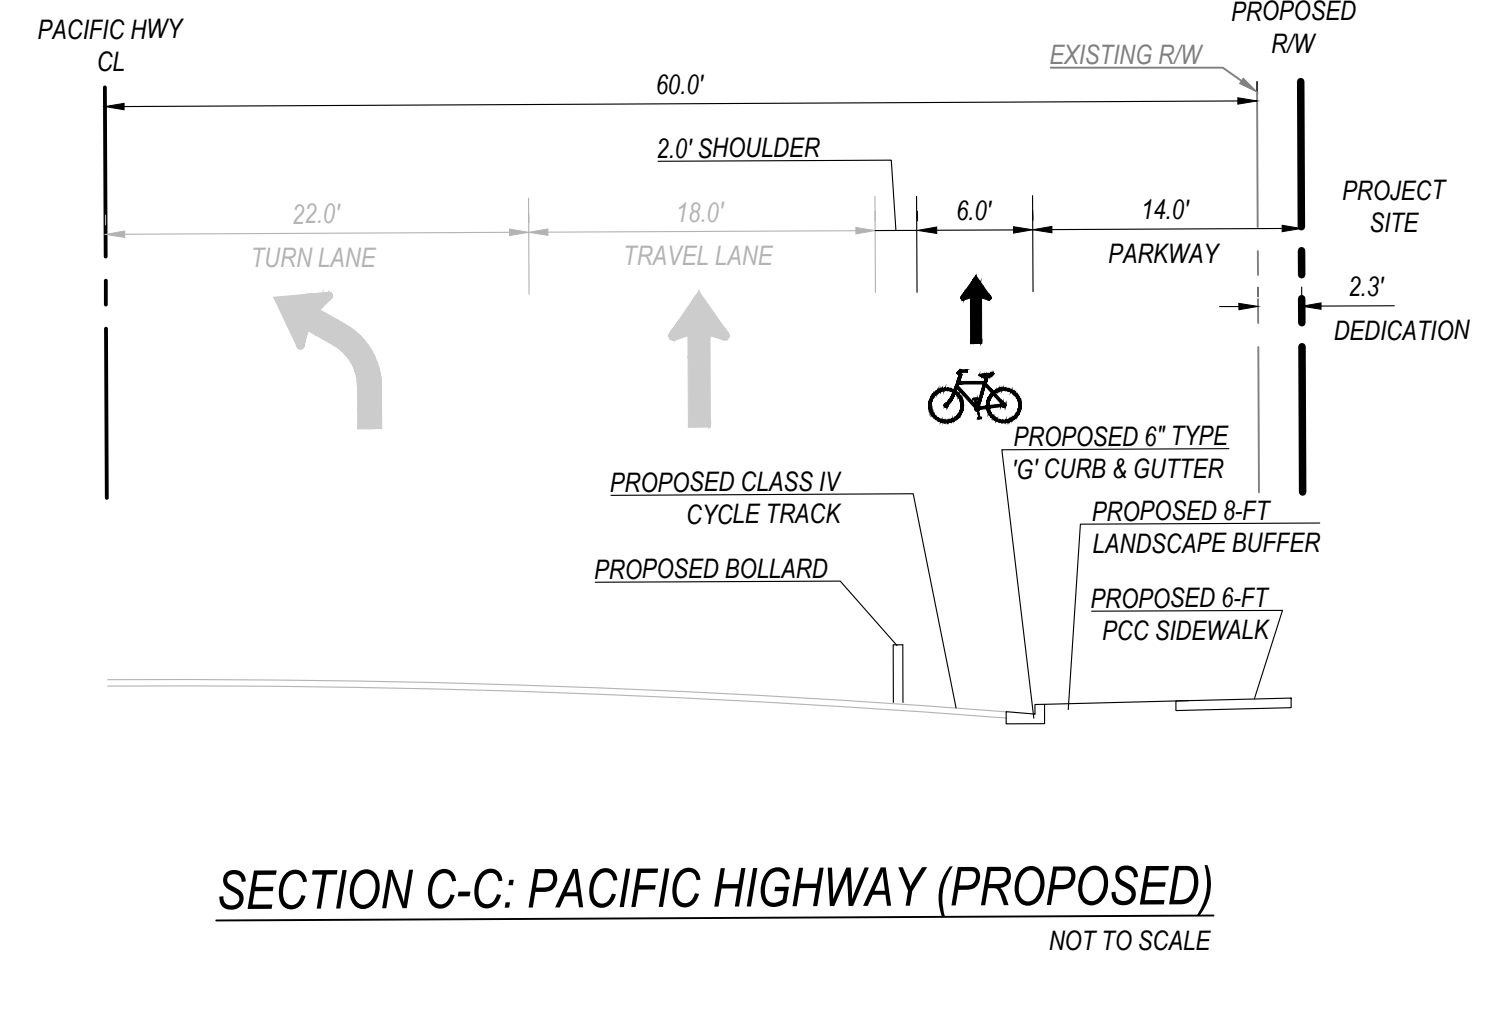 PACIFIC HWY
CL
PROPOSED
R/W
EXISTING R/W
60.0'
2.0' SHOULDER
22.0'
TURN LANE
18.0'
TRAVEL LANE
6.0'
14.0'
PARKWAY
PROJECT
SITE
2.3'
DEDICATION
PROPOSED 6" TYPE
'G' CURB & GUTTER
PROPOSED CLASS IV
CYCLE TRACK
PROPOSED 8-FT
LANDSCAPE BUFFER
PROPOSED BOLLARD
PROPOSED 6-FT
PCC SIDEWALK
SECTION C-C: PACIFIC HIGHWAY (PROPOSED)
NOT TO SCALE